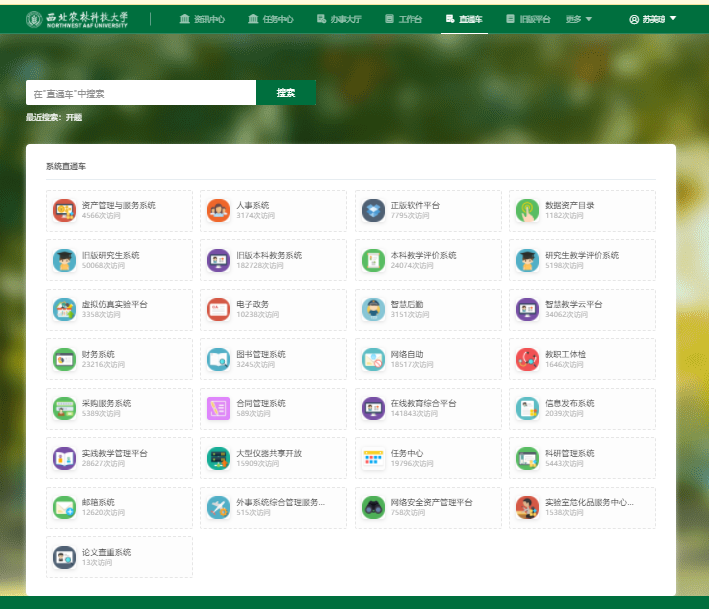 西北农林科技大学
NORTHWEST A&F UNIVERSITY
资讯中心 任务中心 办事大厅 工作台 直通车 旧版平台 更多
在"直通车"中搜索
搜索
最近搜索: 开题
系统直通车
资产管理与服务系统
4566次访问
人事系统
3174次访问
正版软件平台
7795次访问
数据资产目录
1182次访问
旧版研究生系统
50068次访问
旧版本科教务系统
182728次访问
本科教学评价系统
24074次访问
研究生教学评价系统
5198次访问
虚拟仿真实验平台
3358次访问
电子政务
10238次访问
智慧后勤
3151次访问
智慧教学云平台
34062次访问
财务系统
23216次访问
图书管理系统
3245次访问
网络自助
18517次访问
教职工体检
1646次访问
采购服务系统
5389次访问
合同管理系统
589次访问
在线教育综合平台
141843次访问
信息发布系统
2039次访问
实践教学管理平台
28627次访问
大型仪器共享开放
15909次访问
任务中心
19796次访问
科研管理系统
5443次访问
邮箱系统
12620次访问
外事系统综合管理服务...
515次访问
网络安全资产管理平台
758次访问
实验室危化品服务中心...
1538次访问
论文查重系统
13次访问